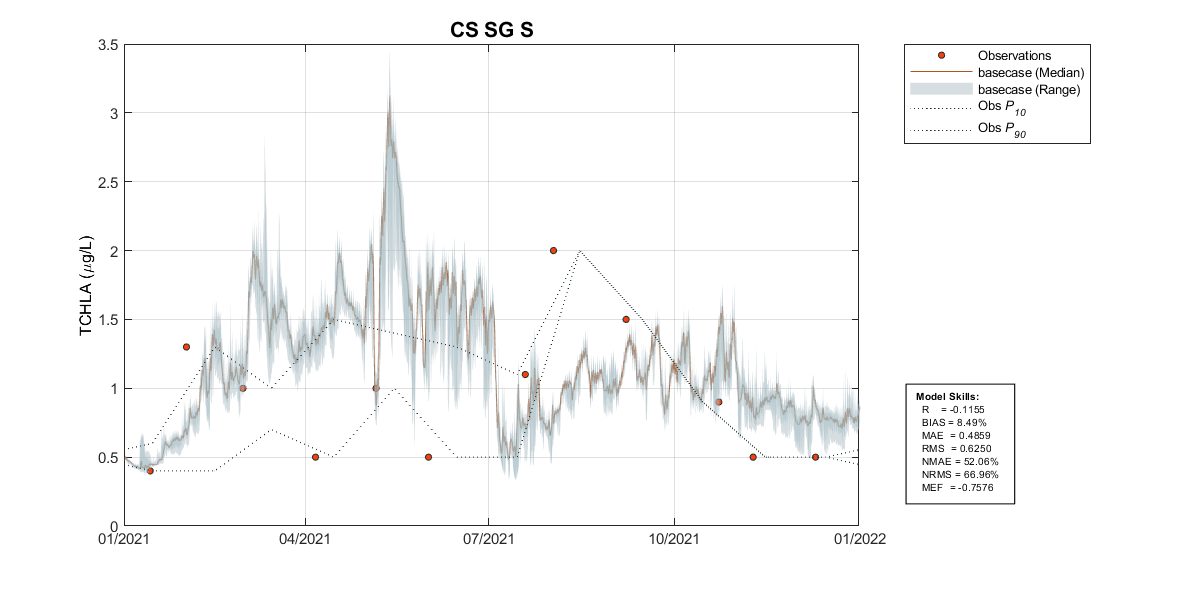 CS SG S
3.5
3
2.5
2
1.5
1
0.5
0
TCHLA (μg/L)
01/2021
04/2021
07/2021
10/2021
01/2022
Observations
basecase (Median)
basecase (Range)
Obs P10
Obs P90
Model Skills:
R = -0.1155
BIAS = 8.49%
MAE = 0.4859
RMS = 0.6250
NMAE = 52.06%
NRMS = 66.96%
MEF = -0.7576